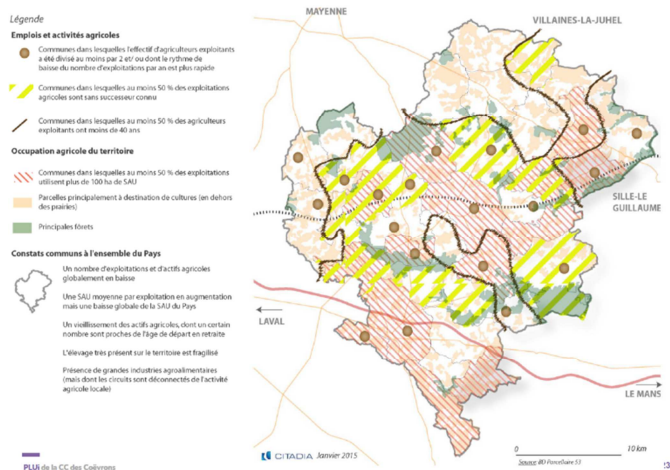 Légende
Emplois et activités agricoles
Communes dans lesquelles l'effectif d'agriculteurs exploitants
a été divisé au moins par 2 et/ ou dont le rythme de
baisse du nombre d'exploitations par an est plus rapide
Communes dans lesquelles au moins 50 % des exploitations
agricoles sont sans successeur connu
Communes dans lesquelles au moins 50 % des agriculteurs
exploitants ont moins de 40 ans
Occupation agricole du territoire
Communes dans lesquelles au moins 50 % des exploitations
utilisent plus de 100 ha de SAU
Parcelles principalement à destination de cultures (en dehors
des prairies)
Principales fôrets
Constats communs à l'ensemble du Pays
Un nombre d'exploitations et d'actifs agricoles
globalement en baisse
Une SAU moyenne par exploitation en augmentation
mais une baisse globale de la SAU du Pays
Un vieillissement des actifs agricoles, dont un certain
nombre sont proches de l'âge de départ en retraite
L'élevage très présent sur le territoire est fragilisé
Présence de grandes industries agroalimentaires
(mais dont les circuits sont déconnectés de l'activité
agricole locale)
MAYENNE
VILLAINES-LA-JUHEL
SILLE-LE
GUILLAUME
LAVAL
LE MANS
CITADIA Janvier 2015
0 10 km
Source: BD Parcellaire 53
PLUi de la CC des Coëvrons